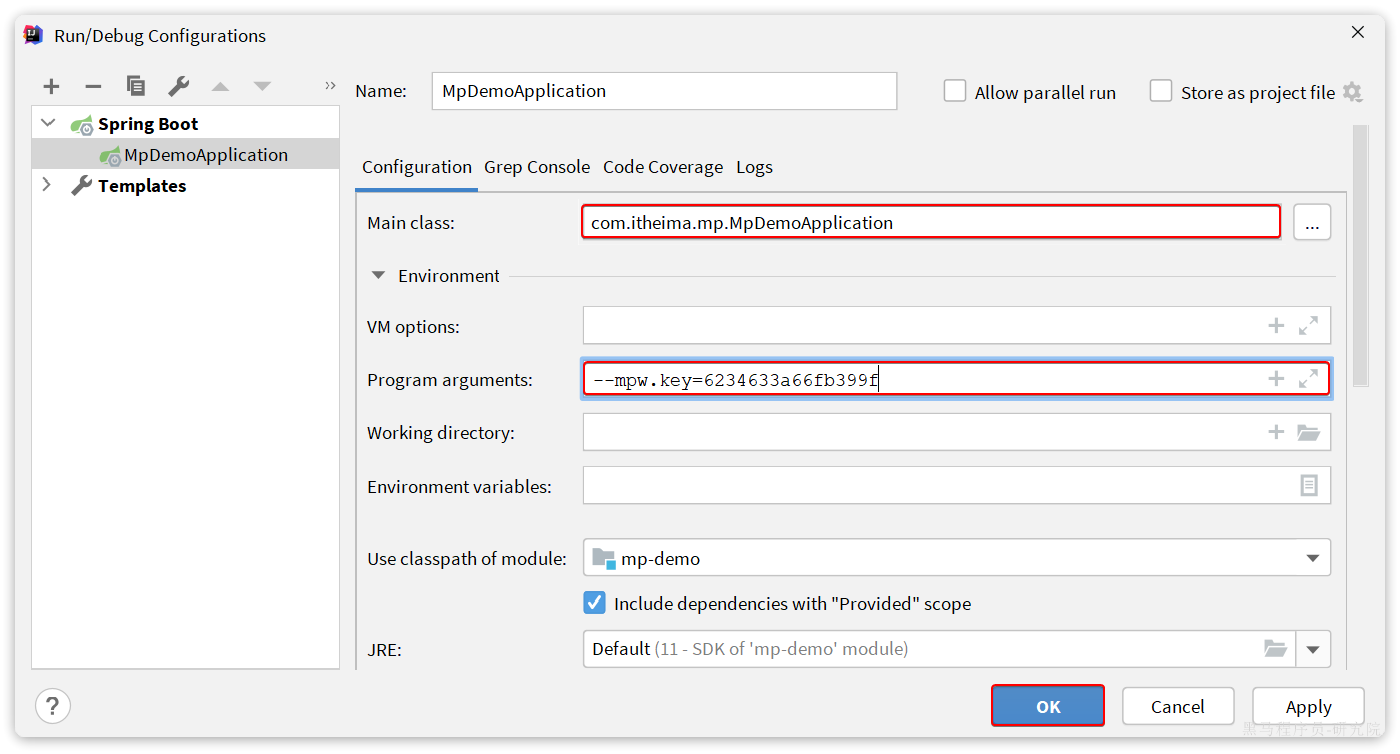 Run/Debug Configurations
Name: MpDemoApplication Allow parallel run Store as project file
Spring Boot
MpDemoApplication
Templates
Configuration Grep Console Code Coverage Logs
Main class: com.itheima.mp.MpDemoApplication ...
Environment
VM options:
Program arguments: --mpw.key=6234633a66fb399f
Working directory:
Environment variables:
Use classpath of module: mp-demo
Include dependencies with "Provided" scope
JRE: Default (11 - SDK of 'mp-demo' module)
? OK Cancel Apply
黑马程序员-研究院